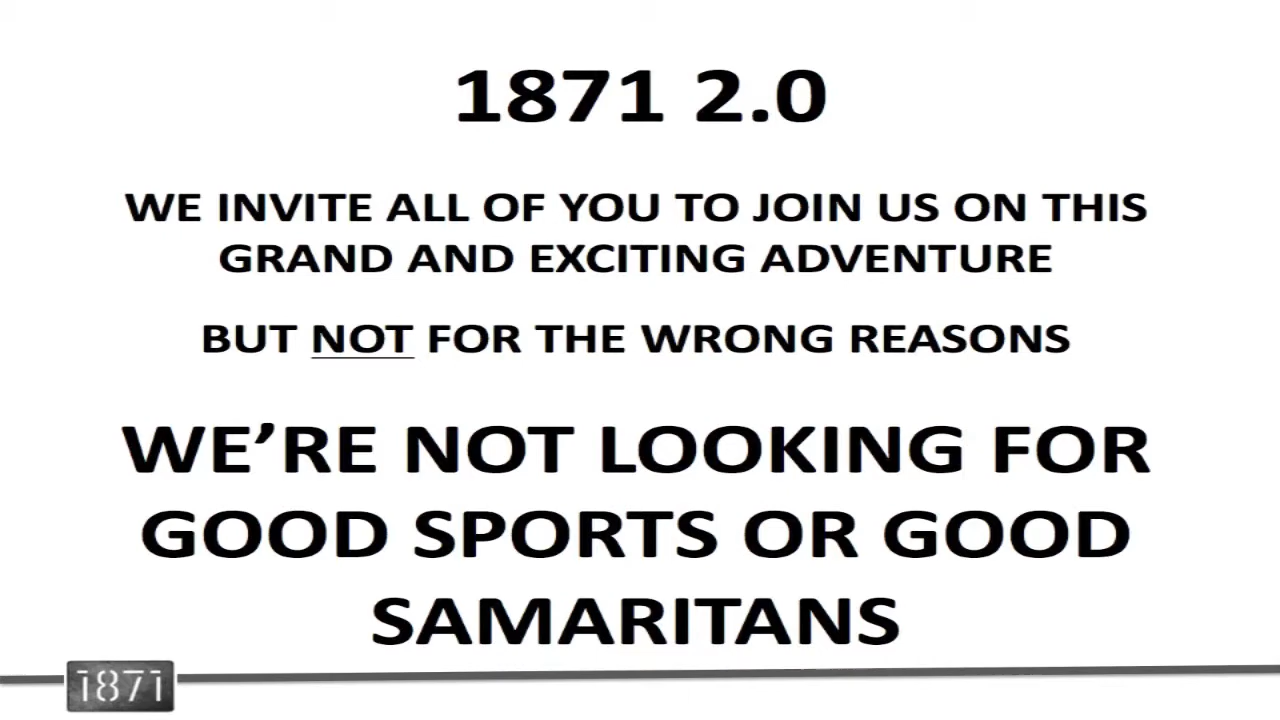 1871 2.0
WE INVITE ALL OF YOU TO JOIN US ON THIS
GRAND AND EXCITING ADVENTURE
BUT NOT FOR THE WRONG REASONS
WE’RE NOT LOOKING FOR
GOOD SPORTS OR GOOD
SAMARITANS
1871